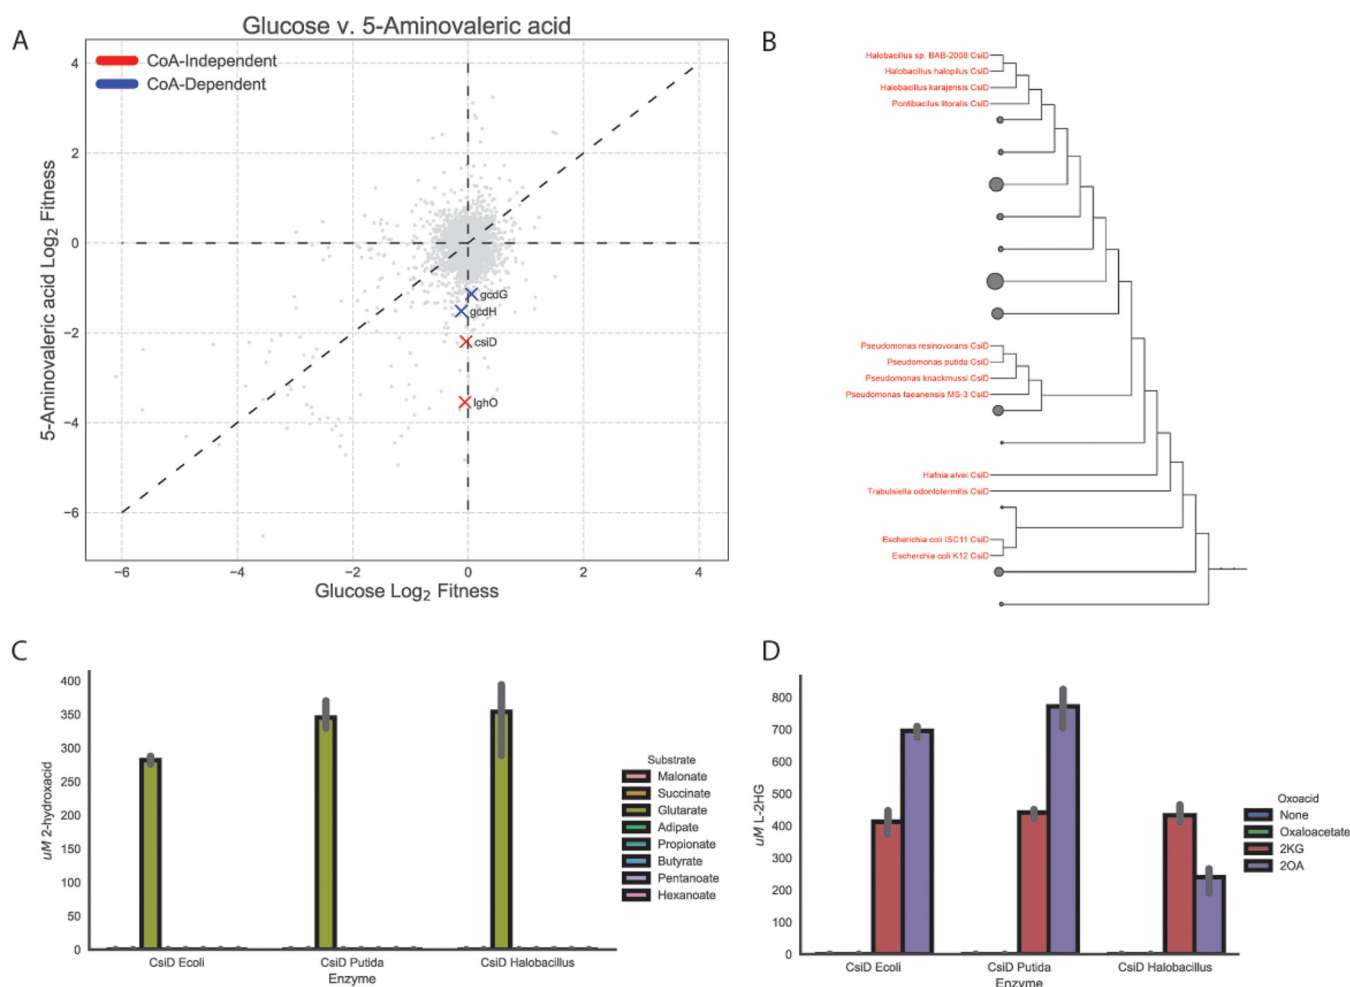 A
Glucose v. 5-Aminovaleric acid
CoA-Independent
CoA-Dependent
4
2
0
−2
−4
−6
5-Aminovaleric acid Log2 Fitness
gcdG
gcdH
csiD
lghO
−6
−4
−2
0
2
4
Glucose Log2 Fitness
B
Halobacillus sp. BAB-2008 CsiD
Halobacillus halopilus CsiD
Halobacillus karajensis CsiD
Pontibacilus litoralis CsiD
Pseudomonas resinovorans CsiD
Pseudomonas putida CsiD
Pseudomonas knackmussi CsiD
Pseudomonas taeanensis MS-3 CsiD
Hafnia alvei CsiD
Trabulsiella odontotermitis CsiD
Escherichia coli ISC11 CsiD
Escherchia coli K12 CsiD
C
400
350
300
250
200
150
100
50
0
uM 2-hydroxacid
CsiD Ecoli
CsiD Putida
CsiD Halobacillus
Enzyme
Substrate
Malonate
Succinate
Glutarate
Adipate
Propionate
Butyrate
Pentanoate
Hexanoate
D
800
700
600
500
400
300
200
100
0
uM L-2HG
CsiD Ecoli
CsiD Putida
CsiD Halobacillus
Enzyme
Oxoacid
None
Oxaloacetate
2KG
2OA